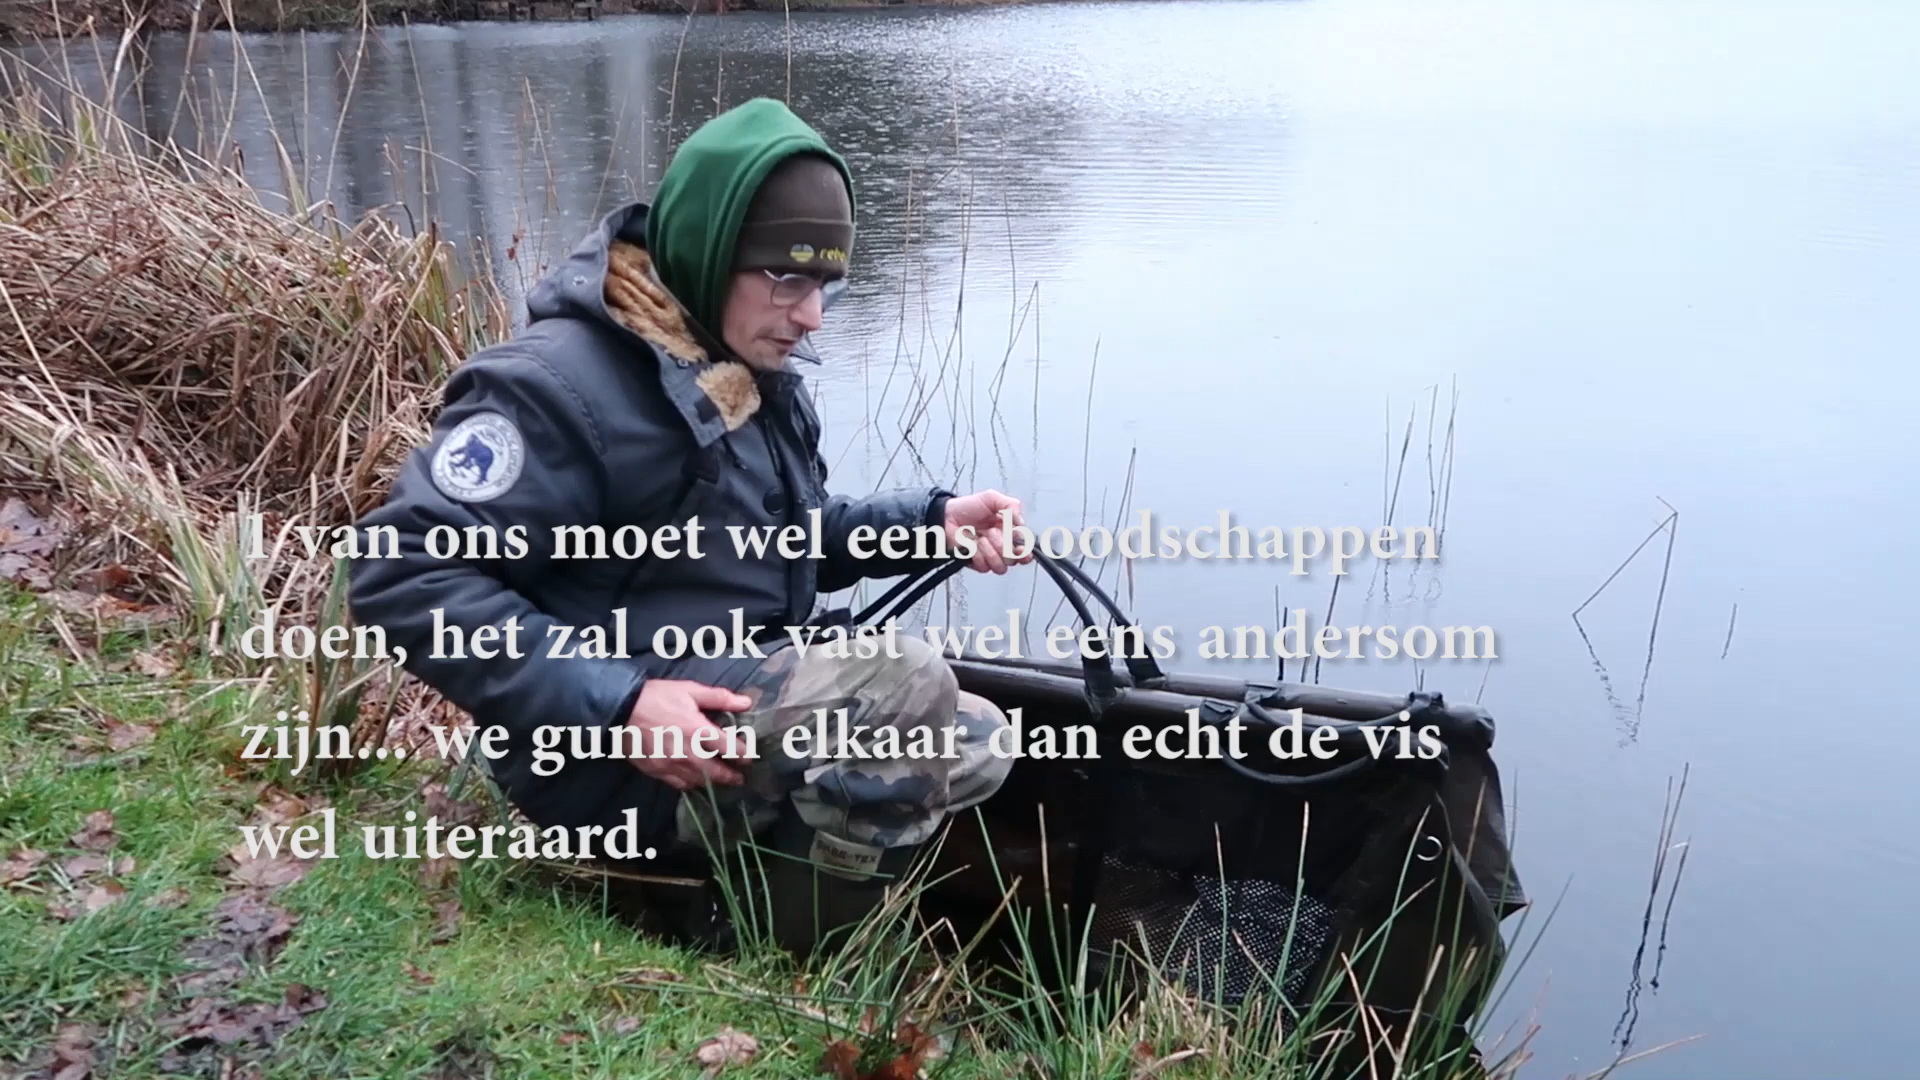 rebe
1 van ons moet wel eens boodschappen
doen, het zal ook vast wel eens andersom
zijn... we gunnen elkaar dan echt de vis
wel uiteraard.